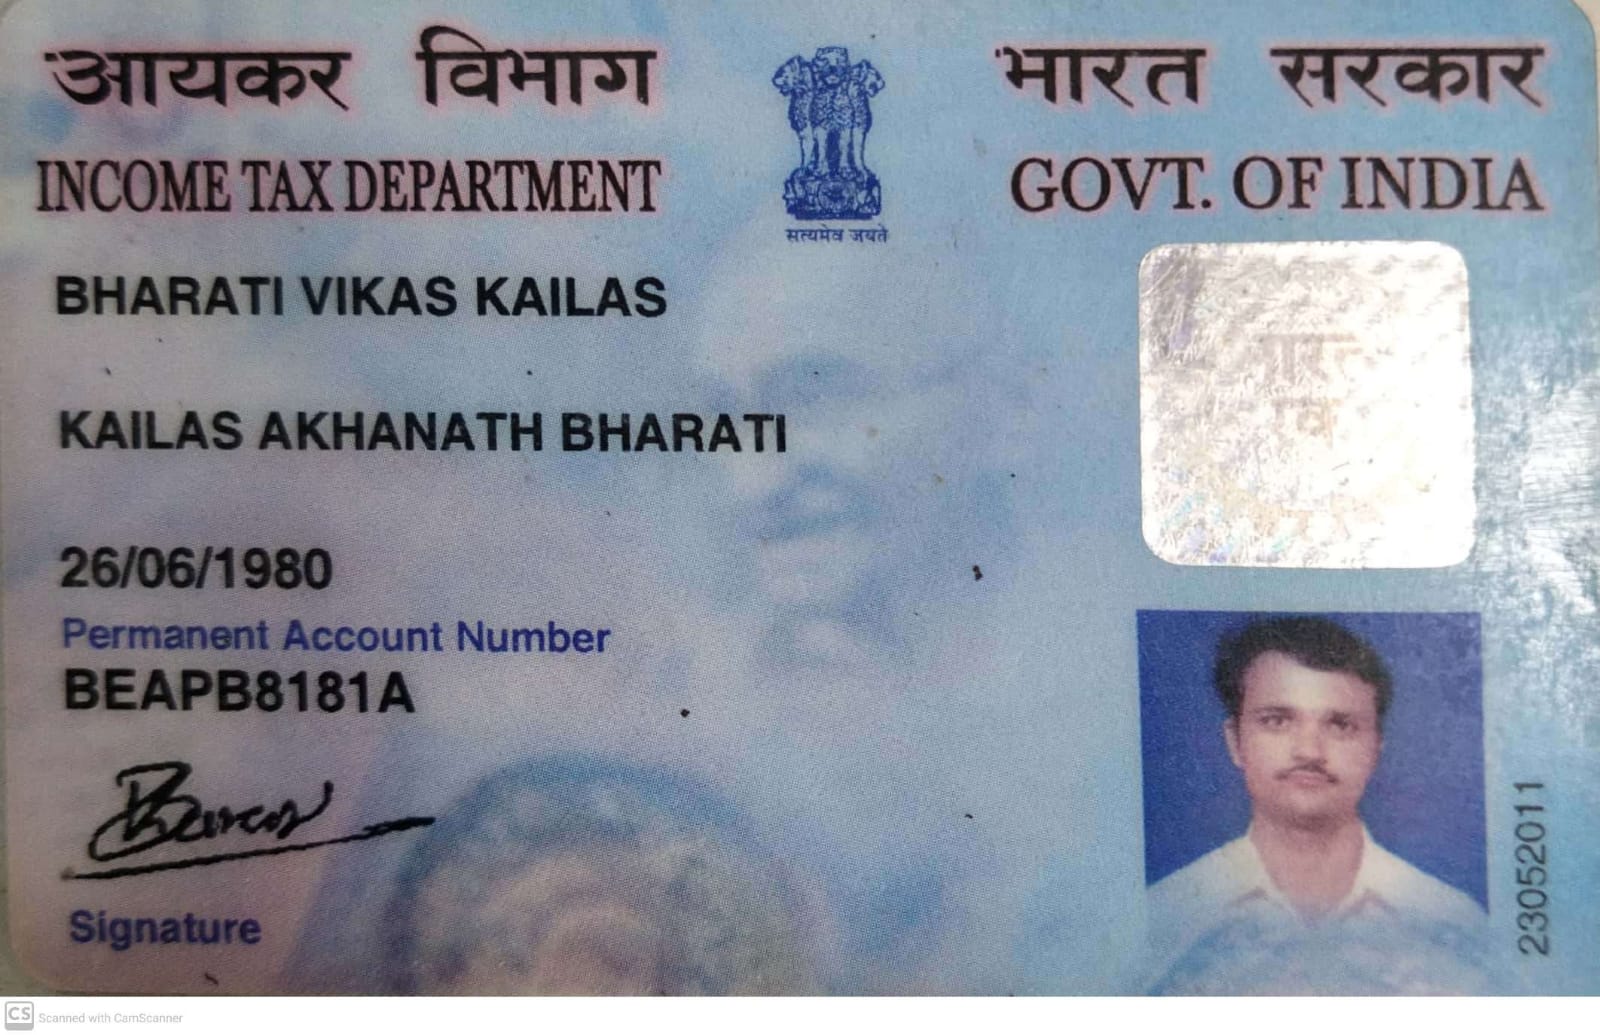 आयकर विभाग
भारत सरकार
INCOME TAX DEPARTMENT
GOVT. OF INDIA
सत्यमेव जयते
BHARATI VIKAS KAILAS
KAILAS AKHANATH BHARATI
26/06/1980
Permanent Account Number
BEAPB8181A
Signature
23052011
CS Scanned with CamScanner